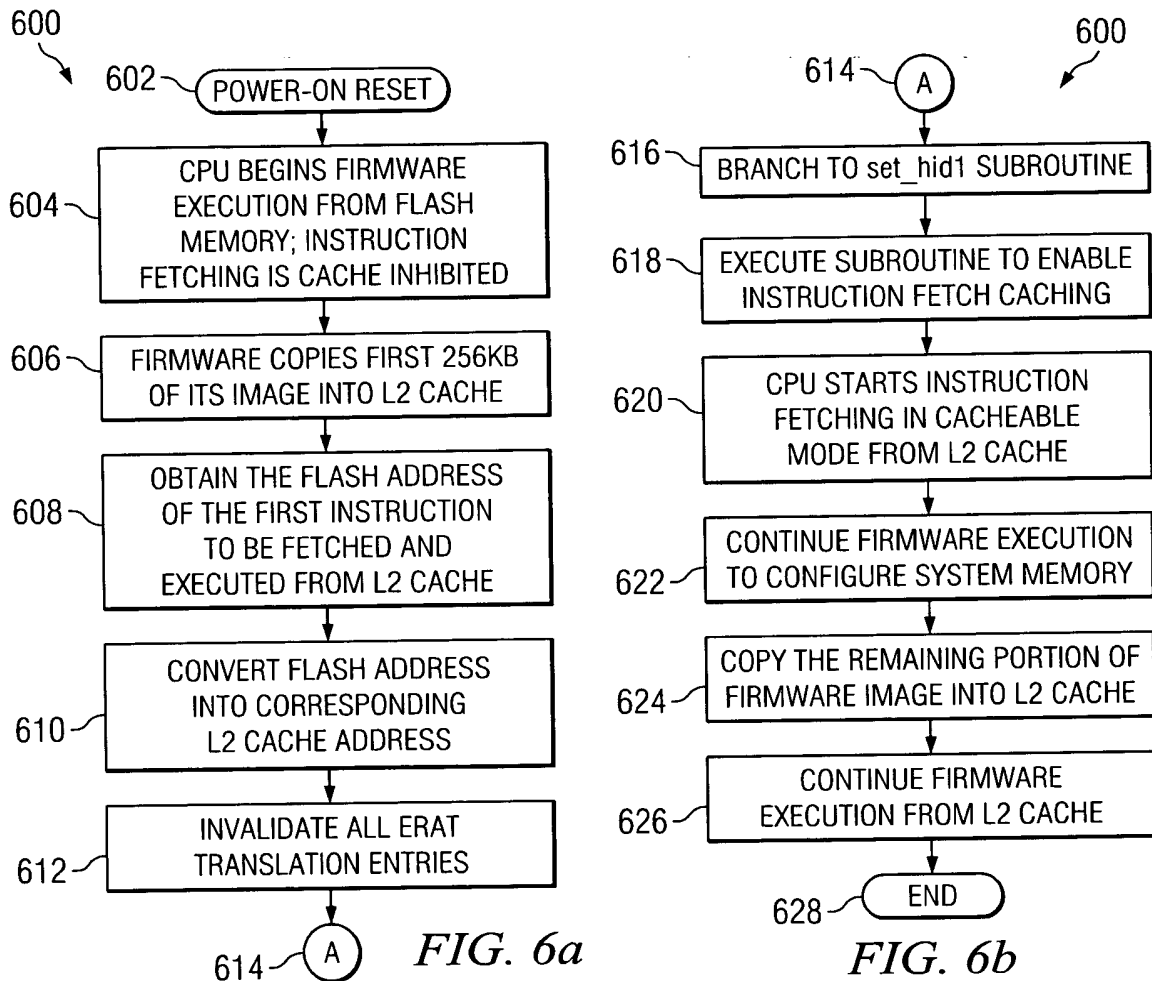 600
602
POWER-ON RESET
604
CPU BEGINS FIRMWARE
EXECUTION FROM FLASH
MEMORY; INSTRUCTION
FETCHING IS CACHE INHIBITED
606
FIRMWARE COPIES FIRST 256KB
OF ITS IMAGE INTO L2 CACHE
608
OBTAIN THE FLASH ADDRESS
OF THE FIRST INSTRUCTION
TO BE FETCHED AND
EXECUTED FROM L2 CACHE
610
CONVERT FLASH ADDRESS
INTO CORRESPONDING
L2 CACHE ADDRESS
612
INVALIDATE ALL ERAT
TRANSLATION ENTRIES
614
A
FIG. 6a
600
614
A
616
BRANCH TO set_hid1 SUBROUTINE
618
EXECUTE SUBROUTINE TO ENABLE
INSTRUCTION FETCH CACHING
620
CPU STARTS INSTRUCTION
FETCHING IN CACHEABLE
MODE FROM L2 CACHE
622
CONTINUE FIRMWARE EXECUTION
TO CONFIGURE SYSTEM MEMORY
624
COPY THE REMAINING PORTION OF
FIRMWARE IMAGE INTO L2 CACHE
626
CONTINUE FIRMWARE
EXECUTION FROM L2 CACHE
628
END
FIG. 6b